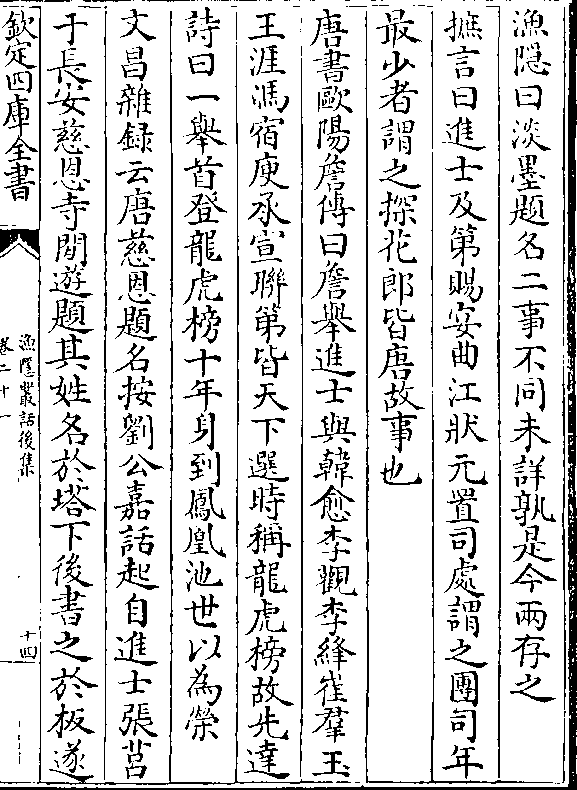 漁隠曰淡墨題名二事不同未詳孰是今兩存之
摭言曰進士及第賜宴曲江狀元置司處謂之團司年
最少者謂之探花郎皆唐故事也
唐書歐陽詹傳曰詹舉進士與韓愈李觀李絳崔羣王
王涯馮宿庾承宣聯第皆天下選時稱龍虎榜故先達
詩曰一舉首登龍虎榜十年身到鳳凰池世以為榮
文昌雜録云唐慈恩題名按劉公嘉話起自進士張莒
于長安慈恩寺閒遊題其姓名於塔下後書之於板遂
欽定四庫全書
漁隱叢話後集
卷二十一
十四